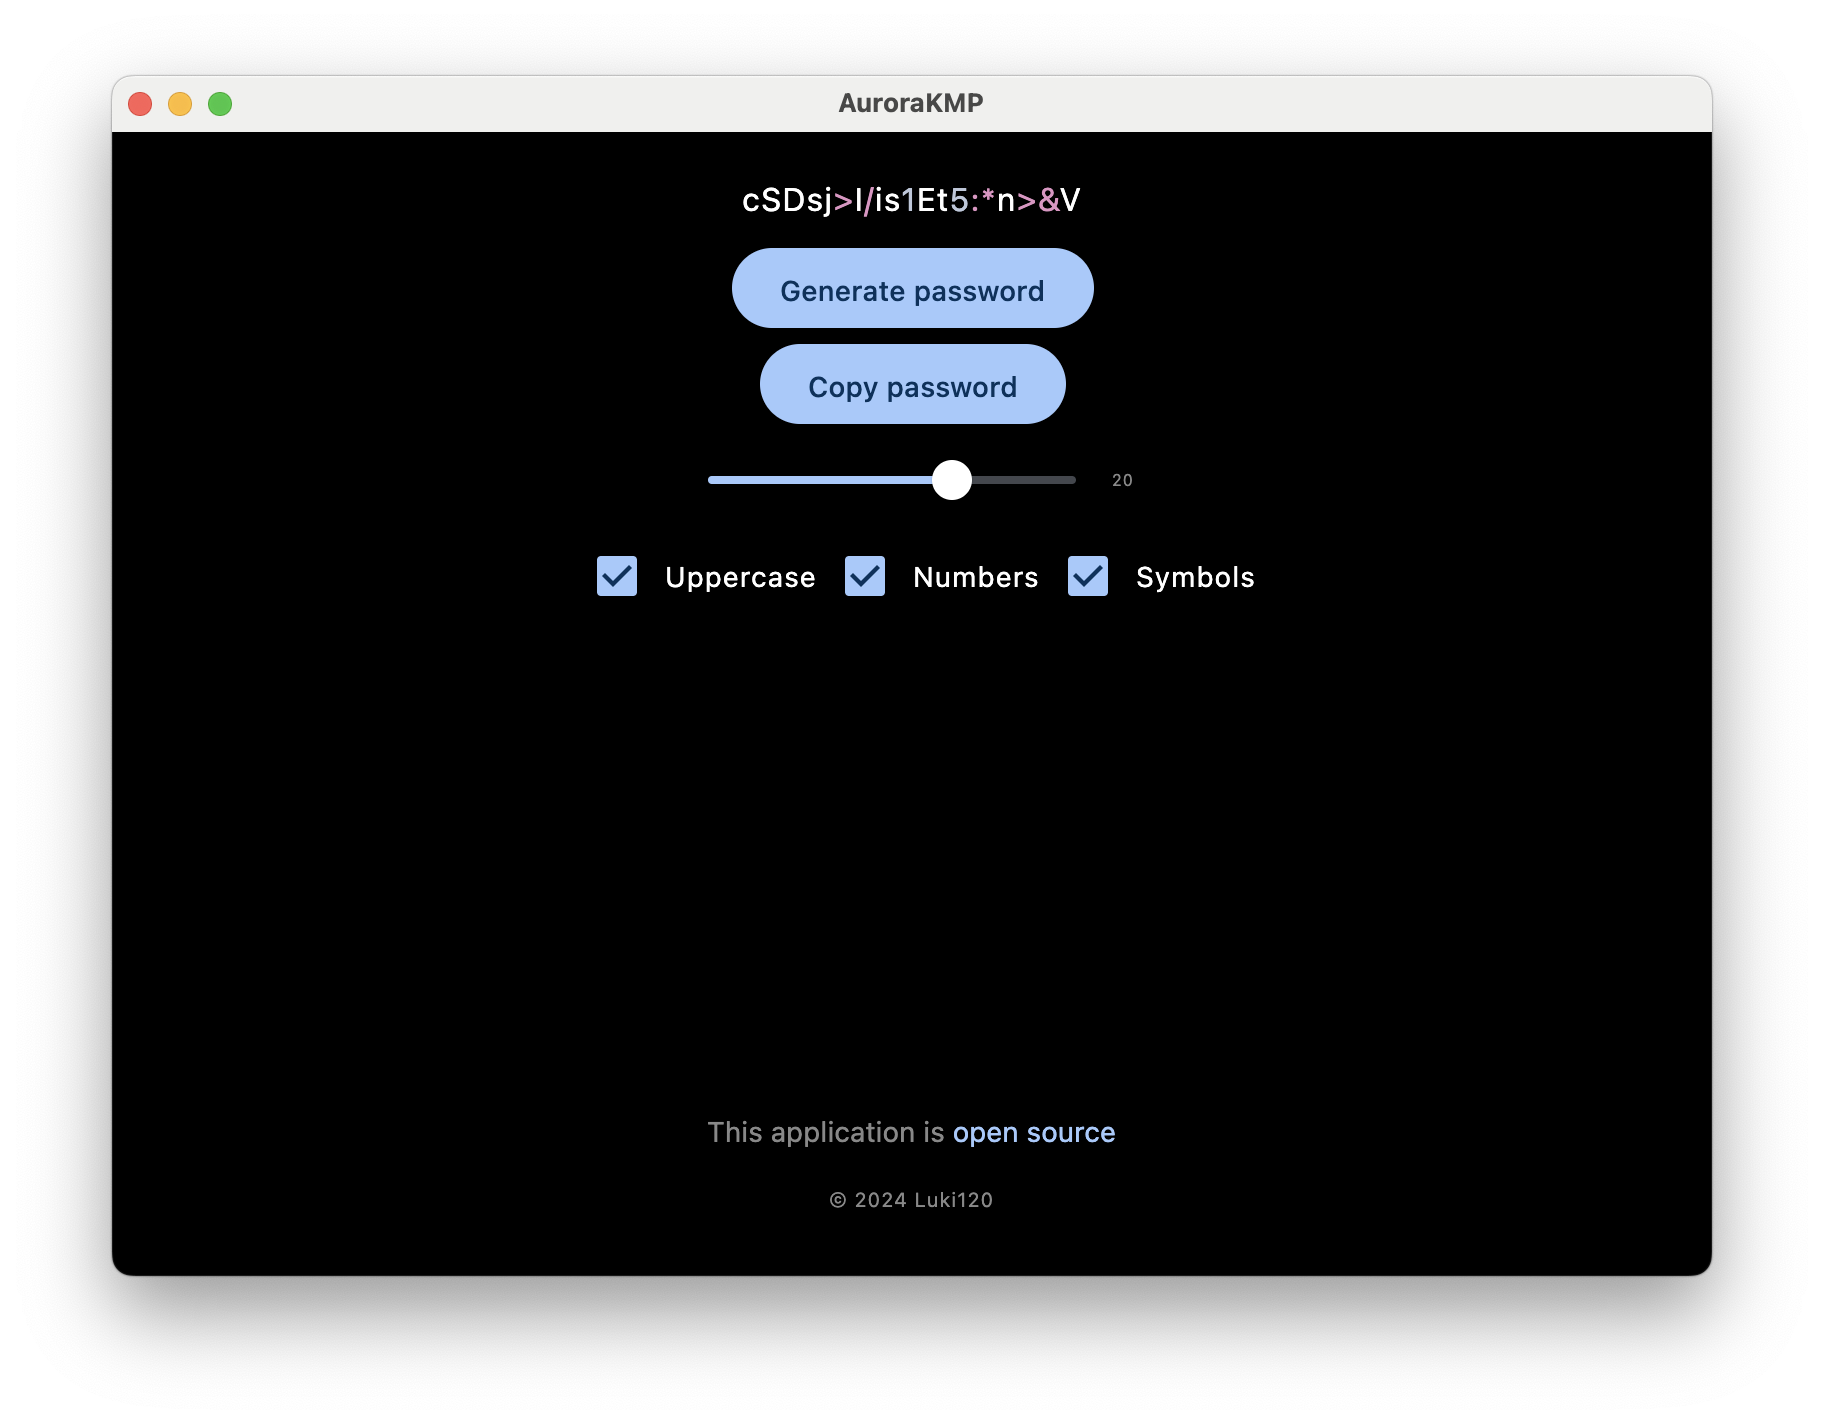 AuroraKMP
cSDsj>I/is1Et5:*n>&V
Generate password
Copy password
20
Uppercase Numbers Symbols
This application is open source
© 2024 Luki120